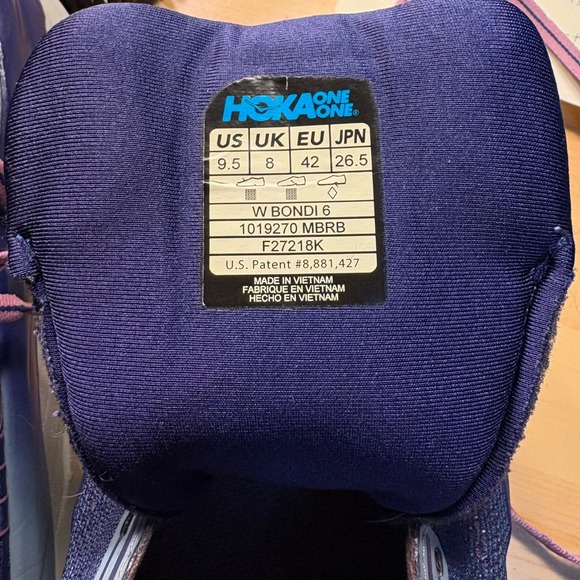 HOKA ONE ONE®
US UK EU JPN
9.5 8 42 26.5
W BONDI 6
1019270 MBRB
F27218K
U.S. Patent #8,881,427
MADE IN VIETNAM
FABRIQUE EN VIETNAM
HECHO EN VIETNAM